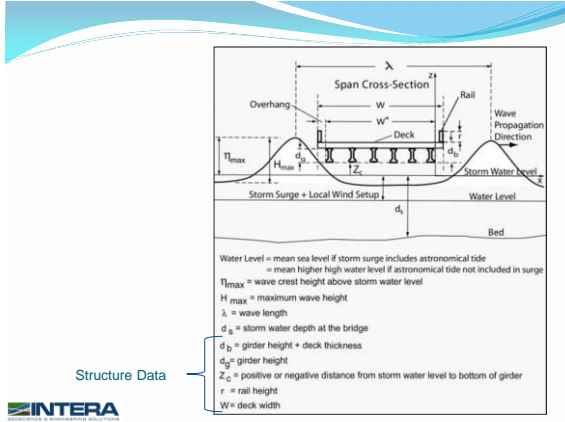 λ
z
Span Cross-Section
Rail
Overhang
W
W*
Wave
Propagation
Direction
r
Deck
ηmax
Hmax
dg
db
Zc
Storm Water Level
x
Storm Surge + Local Wind Setup
Water Level
ds
Bed
Water Level = mean sea level if storm surge includes astronomical tide
= mean higher high water level if astronomical tide not included in surge
ηmax = wave crest height above storm water level
H max = maximum wave height
λ = wave length
d s = storm water depth at the bridge
d b = girder height + deck thickness
dg= girder height
Zc = positive or negative distance from storm water level to bottom of girder
r = rail height
W= deck width
Structure Data
INTERA
GEOSCIENCE & ENGINEERING SOLUTIONS